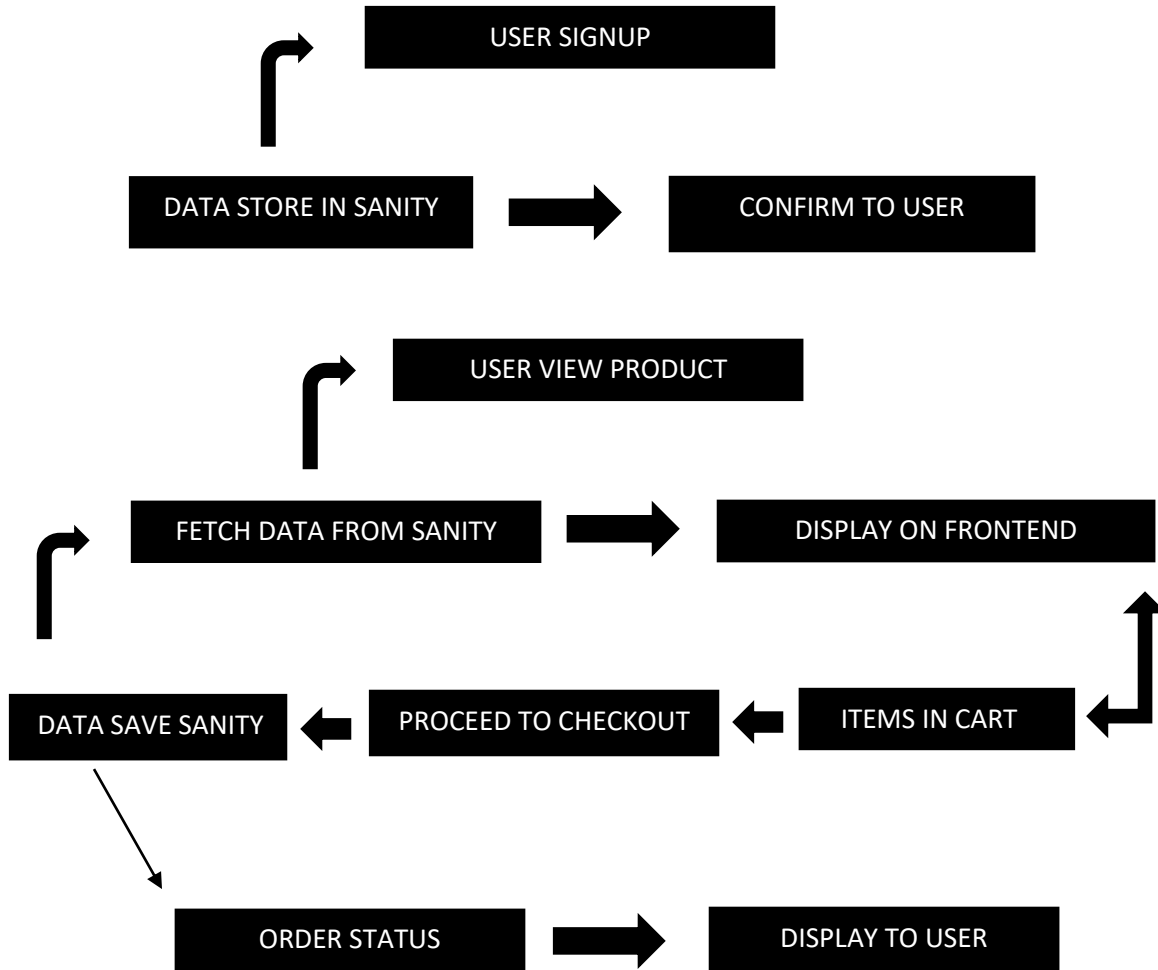 USER SIGNUP
DATA STORE IN SANITY
CONFIRM TO USER
USER VIEW PRODUCT
FETCH DATA FROM SANITY
DISPLAY ON FRONTEND
DATA SAVE SANITY
PROCEED TO CHECKOUT
ITEMS IN CART
ORDER STATUS
DISPLAY TO USER